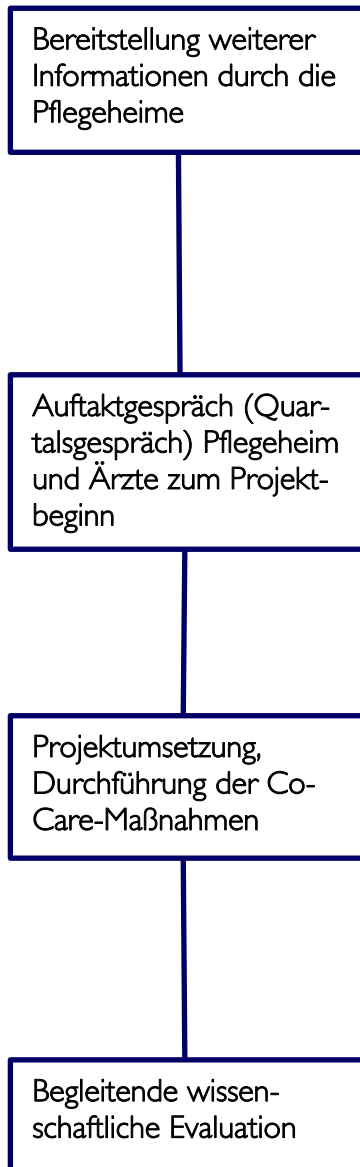 Bereitstellung weiterer
Informationen durch die
Pflegeheime
Auftaktgespräch (Quar-
talsgespräch) Pflegeheim
und Ärzte zum Projekt-
beginn
Projektumsetzung,
Durchführung der Co-
Care-Maßnahmen
Begleitende wissen-
schaftliche Evaluation